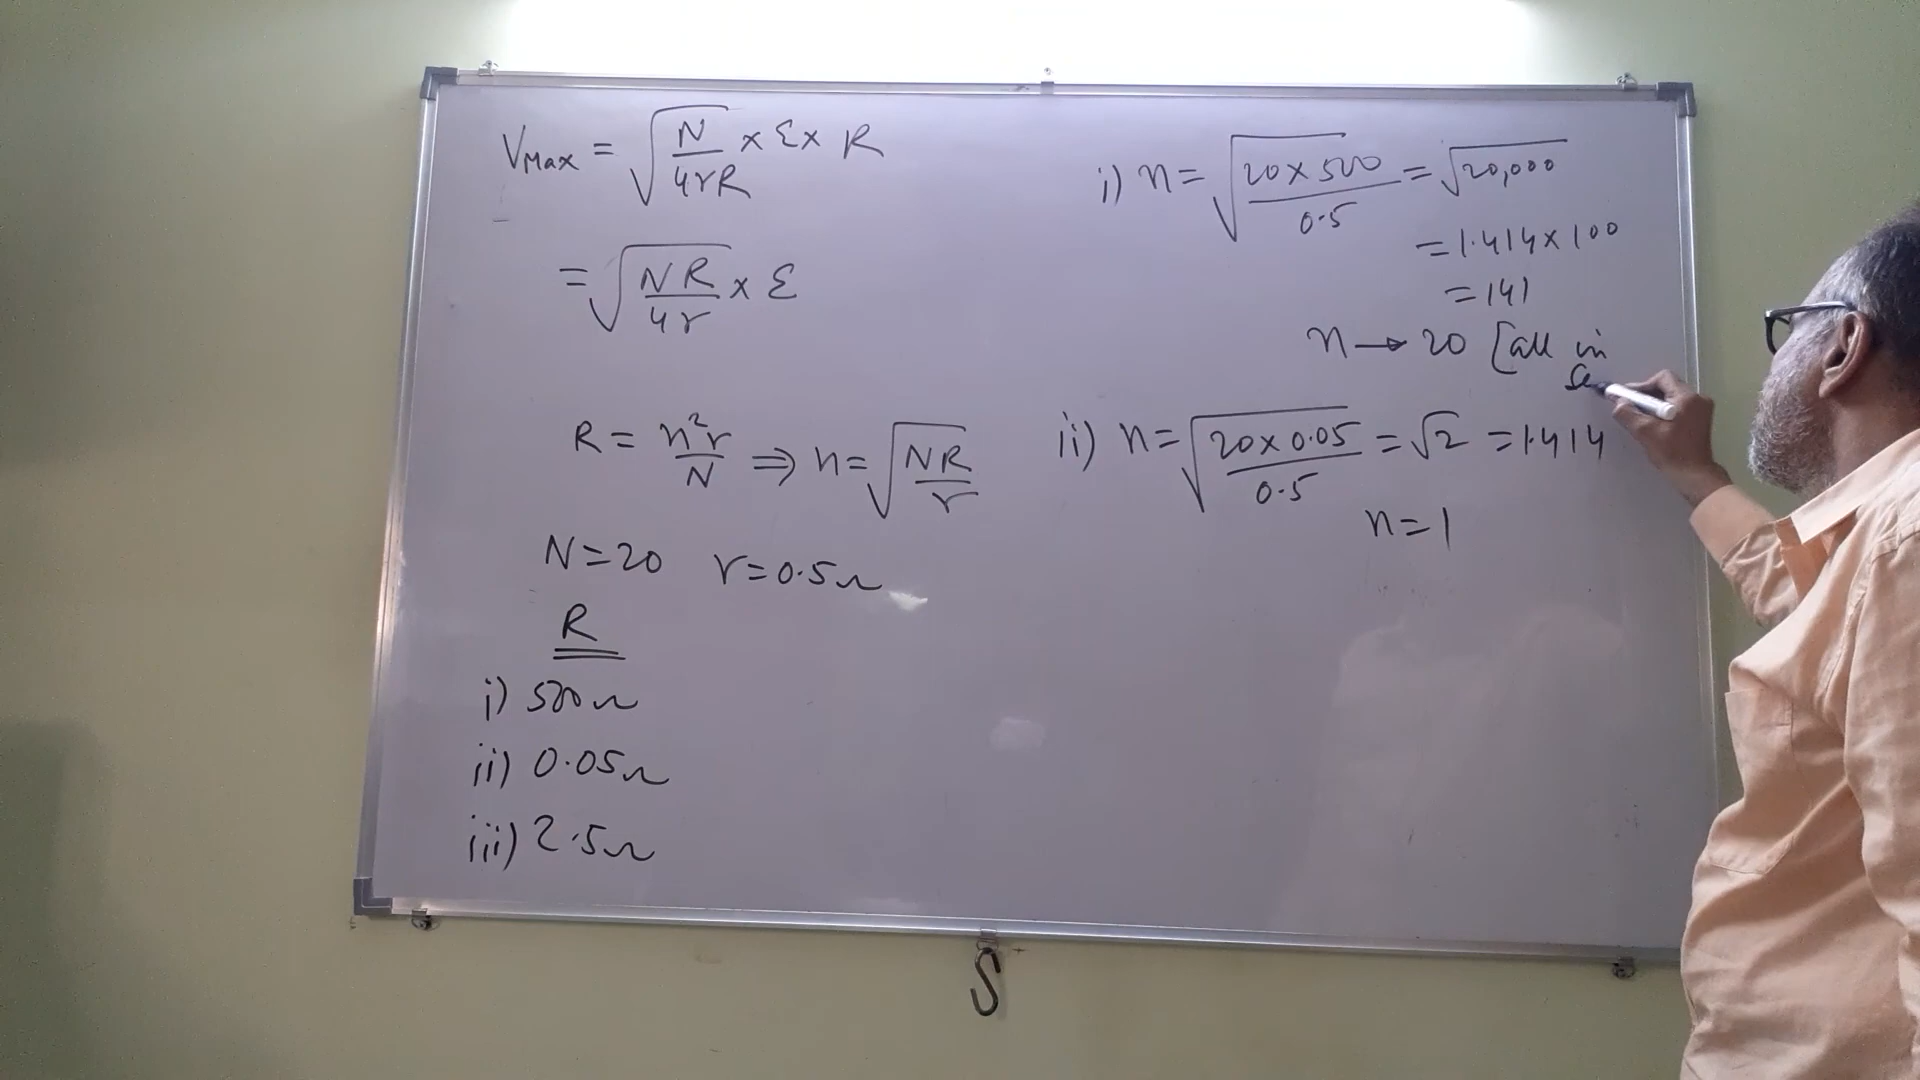 V_Max = √(N/4rR) × Ɛ × R
= √(NR/4r) × Ɛ
R = n²r/N ⇒ n = √(NR/r)
N=20 r=0.5Ω
R
i) 500Ω
ii) 0.05Ω
iii) 2.5Ω
i) n = √(20×500/0.5) = √20,000
= 1.414×100
= 141
n → 20 [all in
ii) n = √(20×0.05/0.5) = √2 = 1.414
n=1